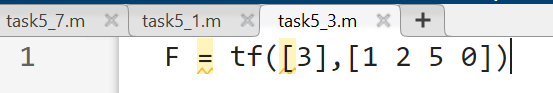 task5_7.m × task5_1.m × task5_3.m × +
1 F = tf([3],[1 2 5 0])